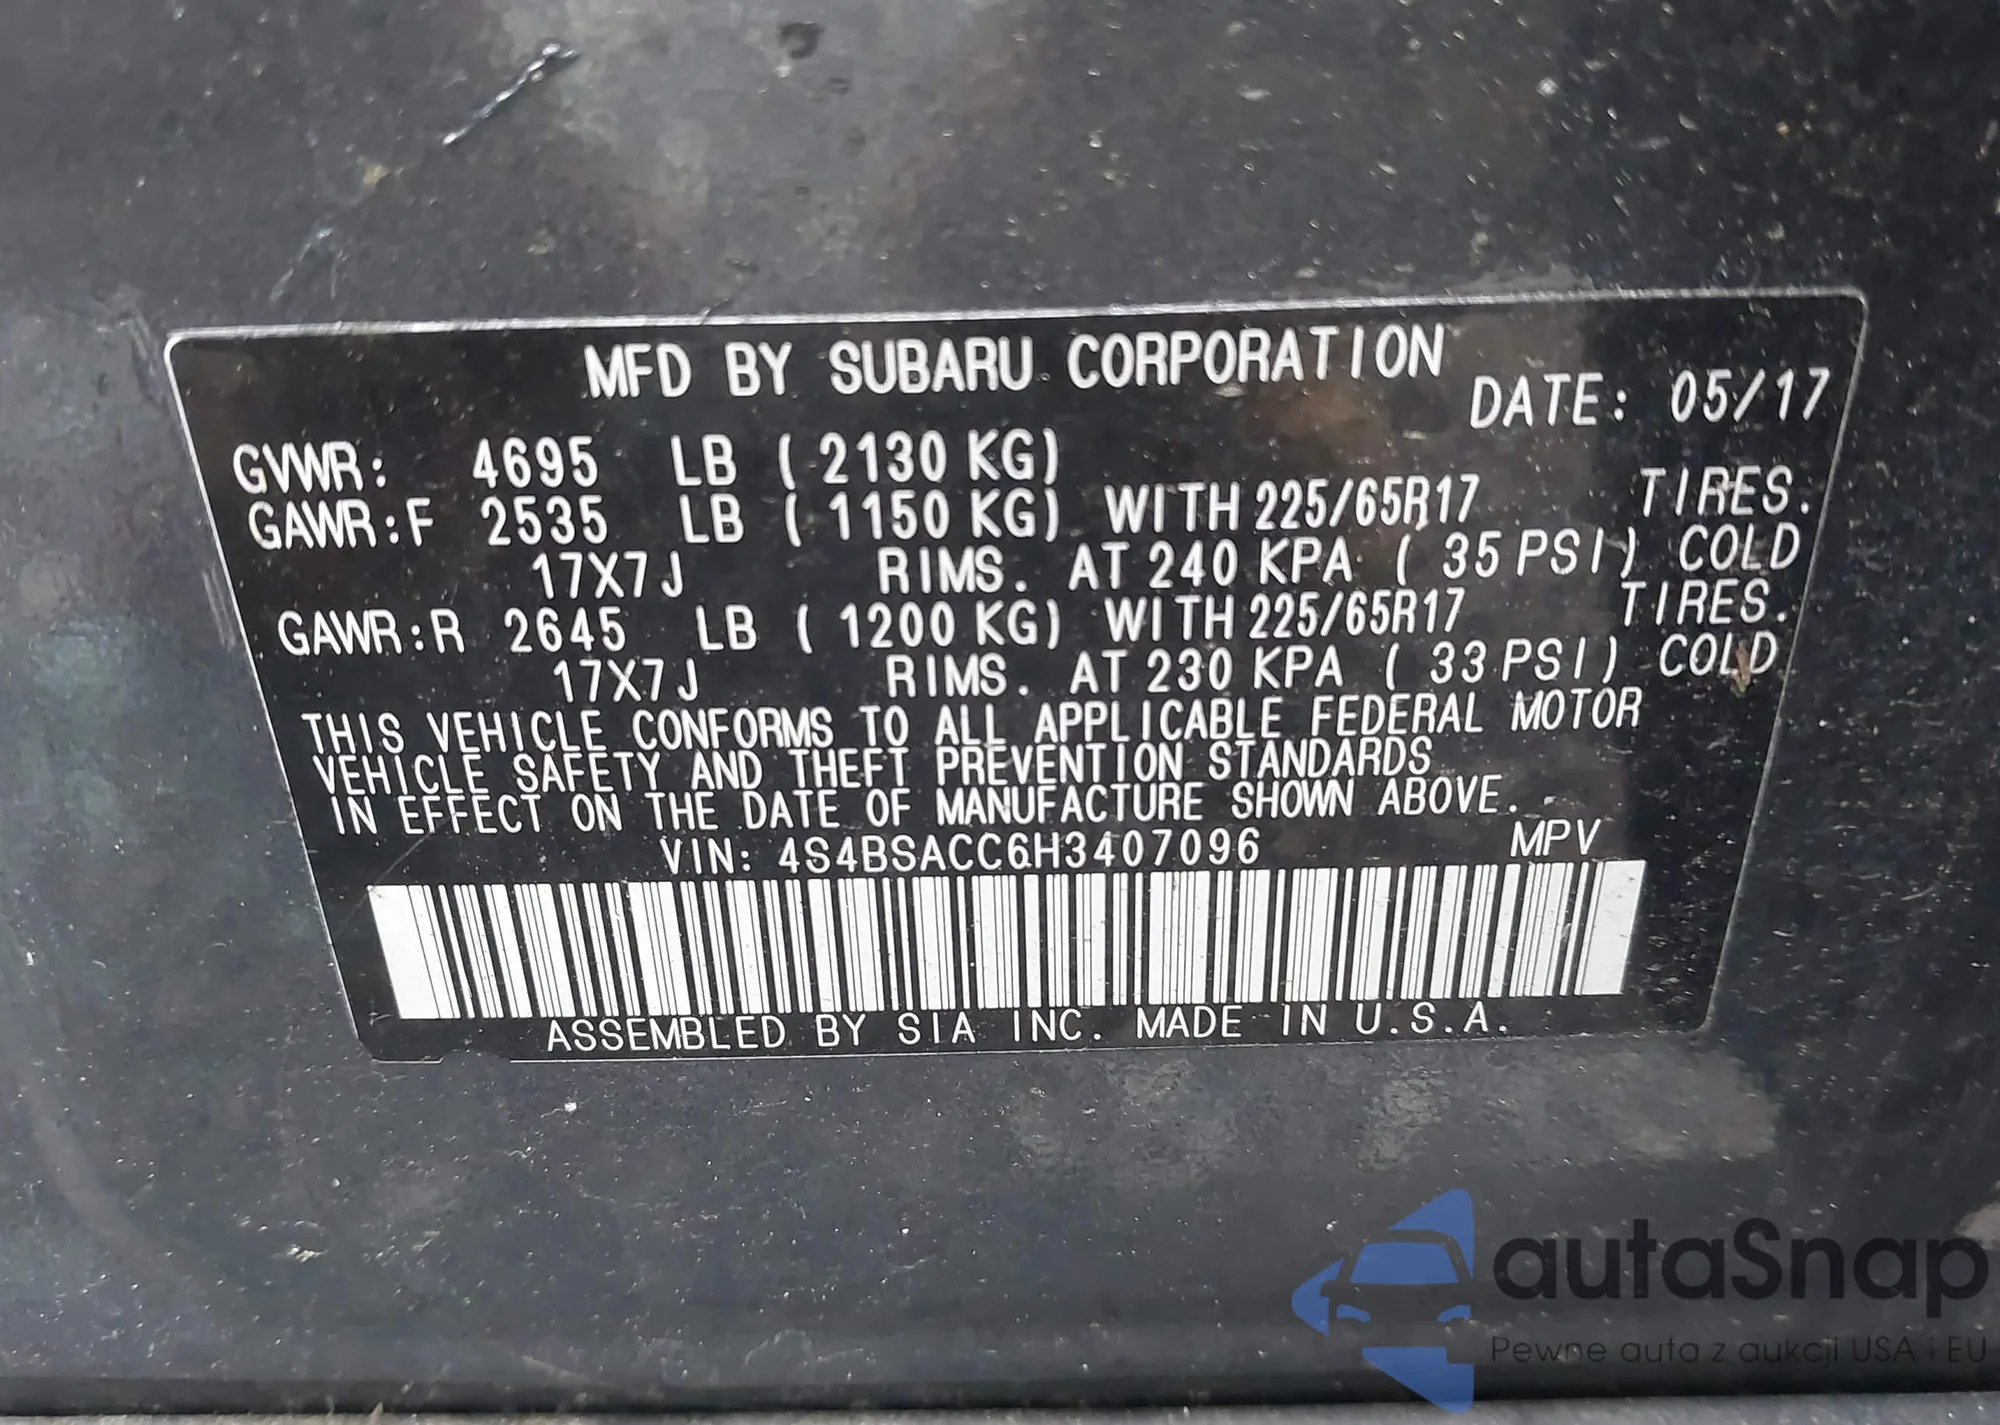 MFD BY SUBARU CORPORATION
DATE: 05/17
GVWR: 4695 LB ( 2130 KG)
GAWR:F 2535 LB ( 1150 KG) WITH 225/65R17 TIRES.
17X7J RIMS. AT 240 KPA ( 35 PSI) COLD
GAWR:R 2645 LB ( 1200 KG) WITH 225/65R17 TIRES.
17X7J RIMS. AT 230 KPA ( 33 PSI) COLD
THIS VEHICLE CONFORMS TO ALL APPLICABLE FEDERAL MOTOR
VEHICLE SAFETY AND THEFT PREVENTION STANDARDS
IN EFFECT ON THE DATE OF MANUFACTURE SHOWN ABOVE.
VIN: 4S4BSACC6H3407096 MPV
ASSEMBLED BY SIA INC. MADE IN U.S.A.
autaSnap
Pewne auta z aukcji USA i EU